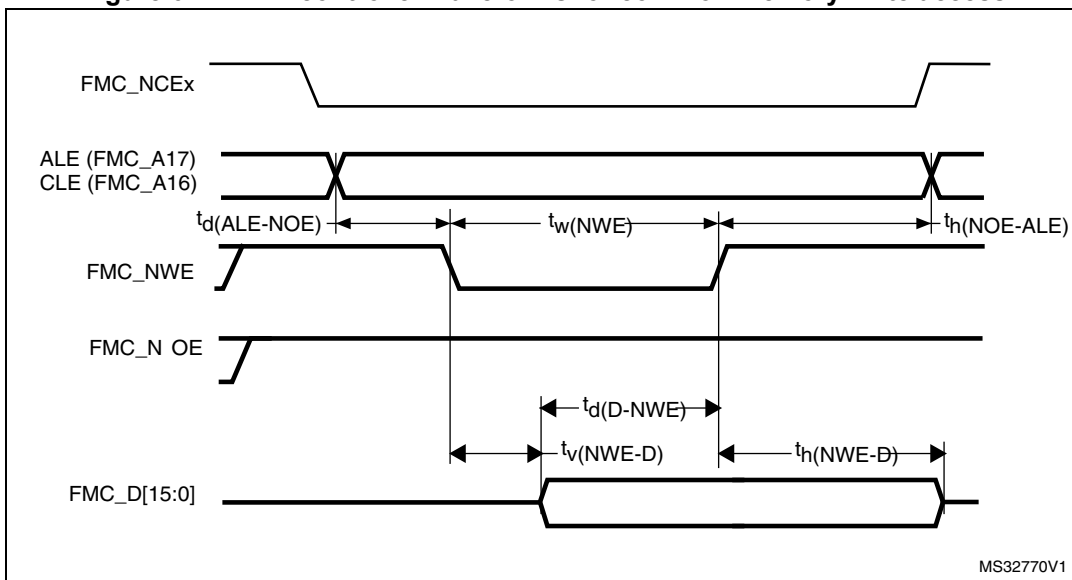 FMC_NCEx
ALE (FMC_A17)
CLE (FMC_A16)
td(ALE-NOE)
tw(NWE)
th(NOE-ALE)
FMC_NWE
FMC_N OE
td(D-NWE)
tv(NWE-D)
th(NWE-D)
FMC_D[15:0]
MS32770V1